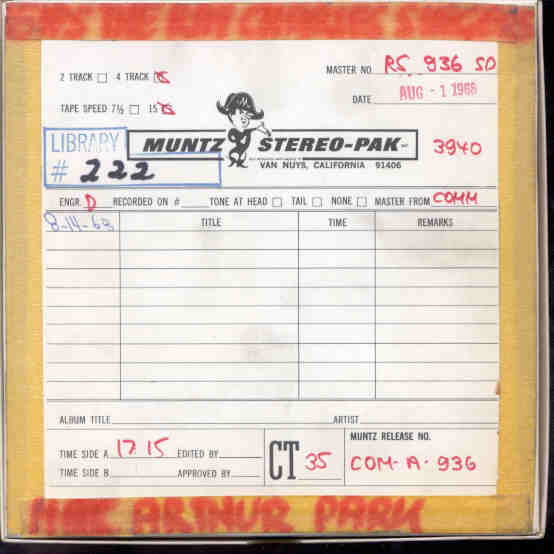 MASTER NO. RS 936 SD
2 TRACK 4 TRACK
DATE AUG - 1 1968
TAPE SPEED 7½ 15
LIBRARY
# 222
MUNTZ STEREO-PAK INC
VAN NUYS, CALIFORNIA 91406
3940
ENGR. D RECORDED ON # TONE AT HEAD TAIL NONE MASTER FROM COMM
8-14-68
TITLE TIME REMARKS
ALBUM TITLE ARTIST
TIME SIDE A 17 15 EDITED BY
TIME SIDE B APPROVED BY
CT 35
MUNTZ RELEASE NO.
COM-A-936
MAC ARTHUR PARK